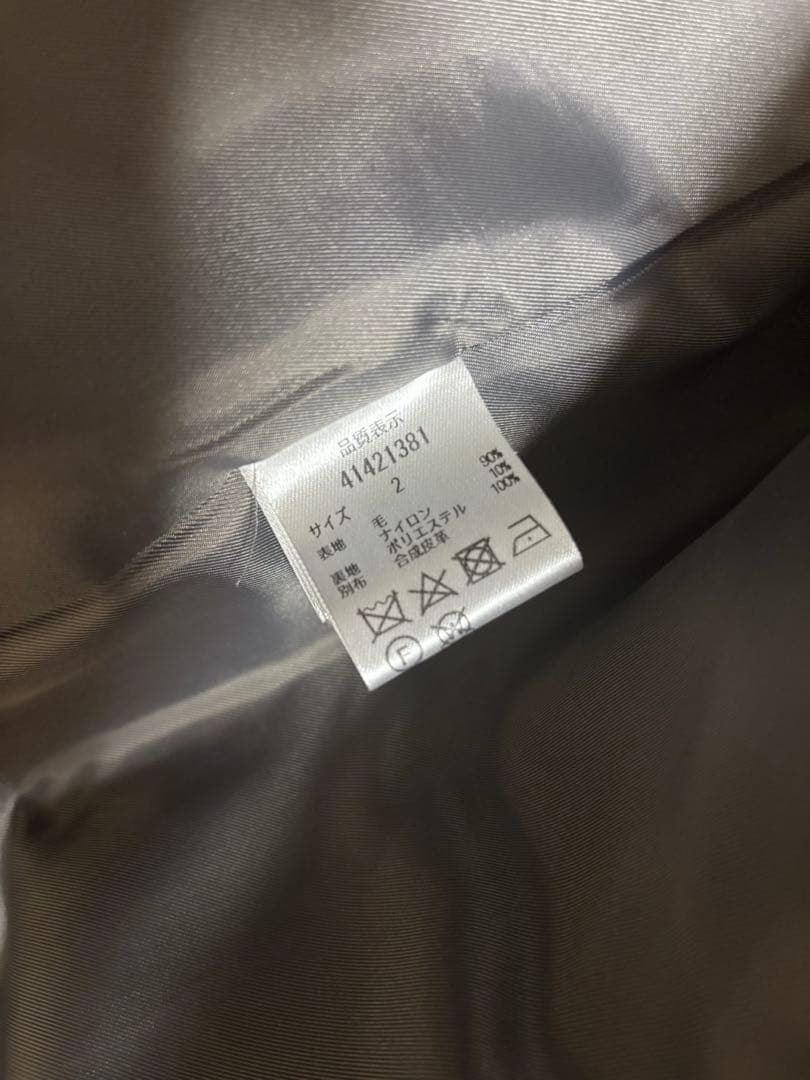 品質表示
41421381
サイズ 2
表地 毛 90%
ナイロン 10%
裏地 ポリエステル 100%
別布 合成皮革
F
W